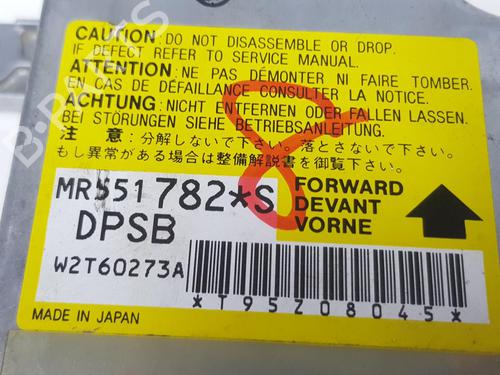 CAUTION: DO NOT DISASSEMBLE OR DROP.
IF DEFECT REFER TO SERVICE MANUAL.
ATTENTION: NE PAS DÉMONTER NI FAIRE TOMBER.
EN CAS DE DÉFAILLANCE CONSULTER LA NOTICE.
ACHTUNG: NICHT ENTFERNEN ODER FALLEN LASSEN.
BEI STÖRUNGEN SIEHE BETRIEBSANLEITUNG.
注 意:分解しないで下さい。落とさないで下さい。
もし異常がある場合は整備解説書を御覧下さい。
MR551782*S
DPSB
W2T60273A
FORWARD
DEVANT
VORNE
*T95Z08045*
MADE IN JAPAN
8
B-PARTS